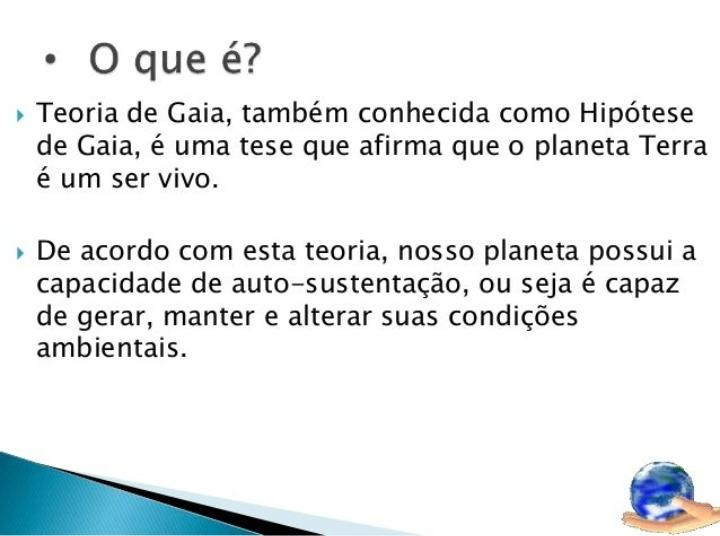 • O que é?
Teoria de Gaia, também conhecida como Hipótese
de Gaia, é uma tese que afirma que o planeta Terra
é um ser vivo.
De acordo com esta teoria, nosso planeta possui a
capacidade de auto-sustentação, ou seja é capaz
de gerar, manter e alterar suas condições
ambientais.